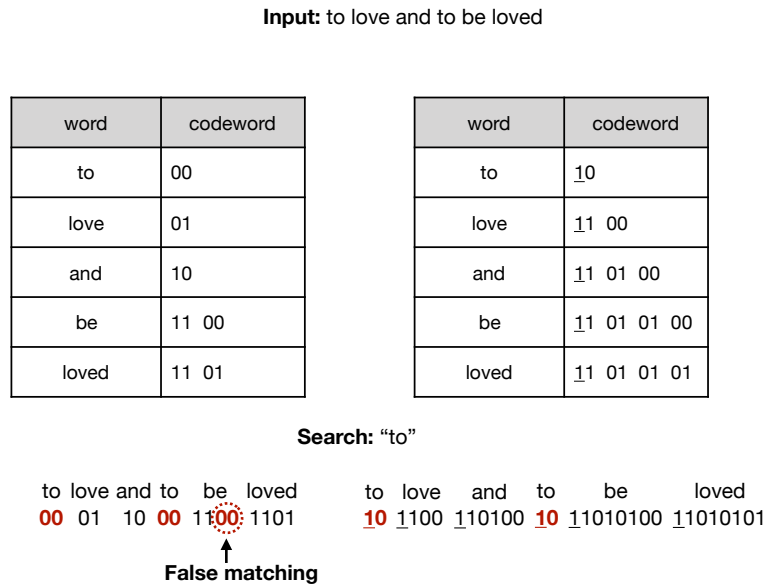 Input: to love and to be loved
word codeword word codeword
to 00 to 10
love 01 love 11 00
and 10 and 11 01 00
be 11 00 be 11 01 01 00
loved 11 01 loved 11 01 01 01
Search: “to”
to love and to be loved to love and to be loved
00 01 10 00 1100 1101 10 1100 110100 10 11010100 11010101
False matching